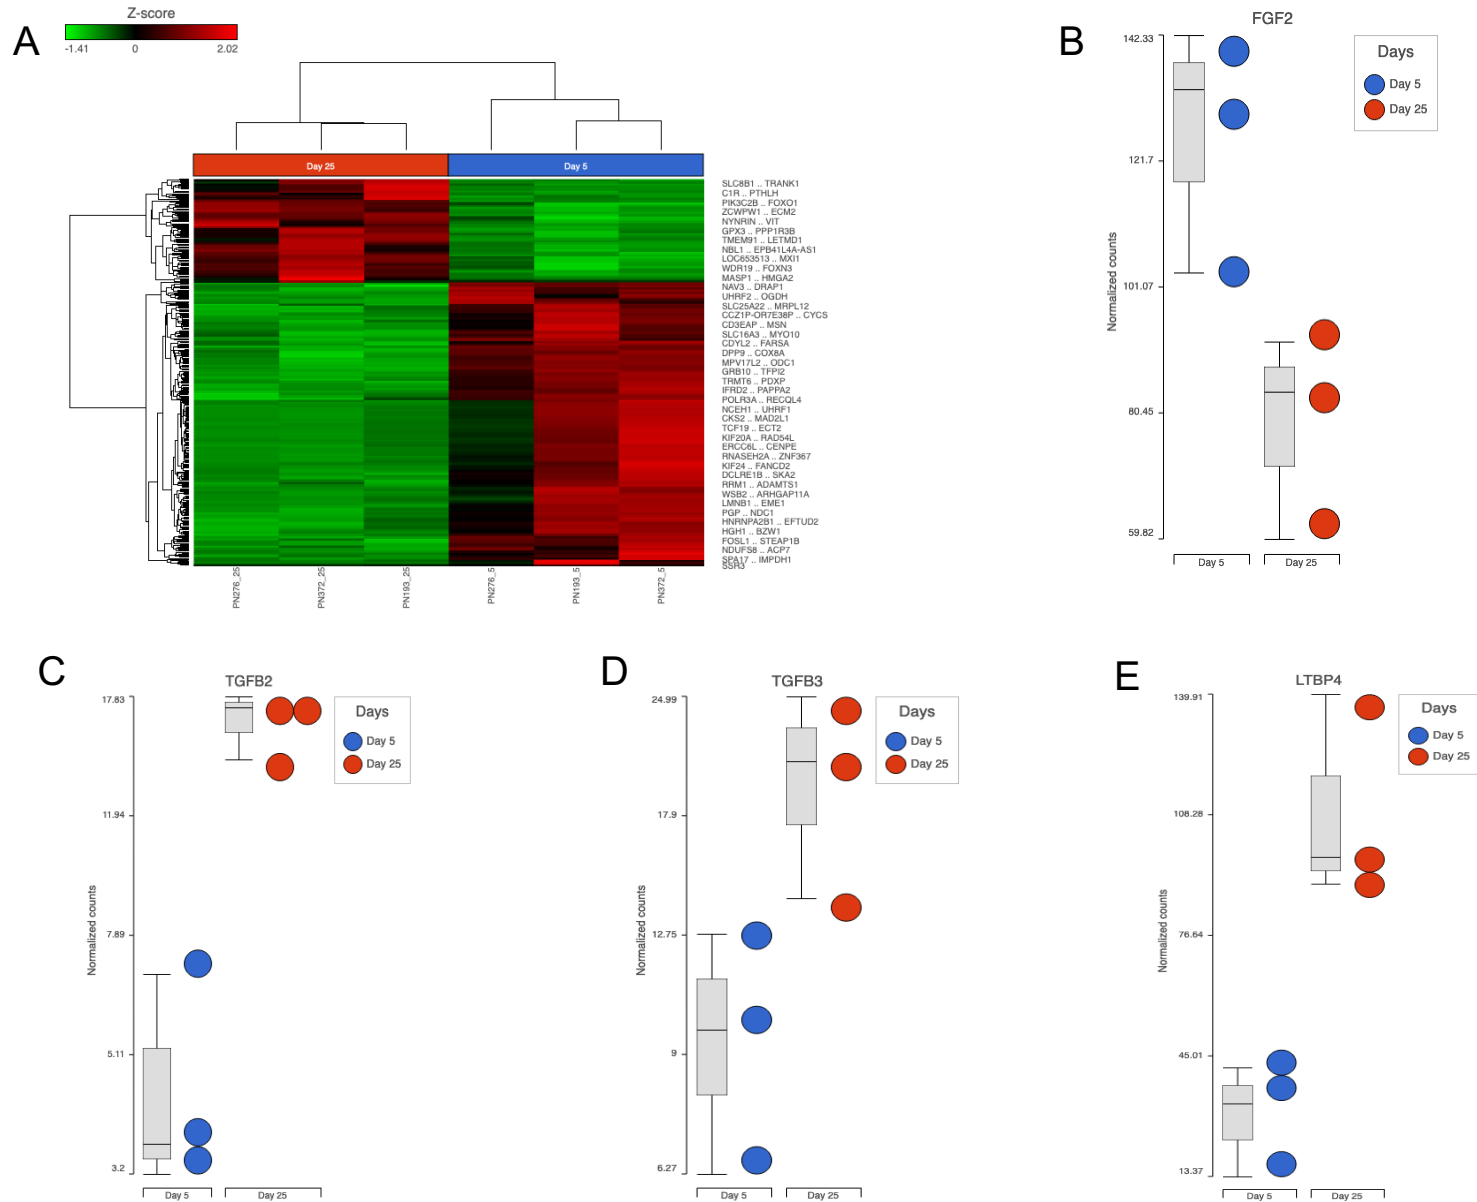 A
Z-score
-1.41 0 2.02
Day 25 Day 5
SLC8B1 .. TRANK1
C1R .. PTHLH
PIK3C2B .. FOXO1
ZCWPW1 .. ECM2
NYNRIN .. VIT
GPX3 .. PPP1R3B
TMEM91 .. LETMD1
NBL1 .. EPB41L4A-AS1
LOC653513 .. MXI1
WDR19 .. FOXN3
MASP1 .. HMGA2
NAV3 .. DRAP1
UHRF2 .. OGDH
SLC25A22 .. MRPL12
CCZ1P-OR7E38P .. CYCS
CD3EAP .. MSN
SLC16A3 .. MYO10
CDYL2 .. FARSA
DPP9 .. COX8A
MPV17L2 .. ODC1
GRB10 .. TFPI2
TRMT6 .. PDXP
IFRD2 .. PAPPA2
POLR3A .. RECQL4
NCEH1 .. UHRF1
CKS2 .. MAD2L1
TCF19 .. ECT2
KIF20A .. RAD54L
ERCC6L .. CENPE
RNASEH2A .. ZNF367
KIF24 .. FANCD2
DCLRE1B .. SKA2
RRM1 .. ADAMTS1
WSB2 .. ARHGAP11A
LMNB1 .. EME1
PGP .. NDC1
HNRNPA2B1 .. EFTUD2
HGH1 .. BZW1
FOSL1 .. STEAP1B
NDUFS8 .. ACP7
SPA17 .. IMPDH1
SSR3
PN276_25
PN372_25
PN193_25
PN276_5
PN193_5
PN372_5
B
FGF2
142.33
121.7
101.07
80.45
59.82
Normalized counts
Day 5 Day 25
Days
Day 5
Day 25
C
TGFB2
17.83
11.94
7.89
5.11
3.2
Normalized counts
Day 5 Day 25
Days
Day 5
Day 25
D
TGFB3
24.99
17.9
12.75
9
6.27
Normalized counts
Day 5 Day 25
Days
Day 5
Day 25
E
LTBP4
139.91
108.28
76.64
45.01
13.37
Normalized counts
Day 5 Day 25
Days
Day 5
Day 25